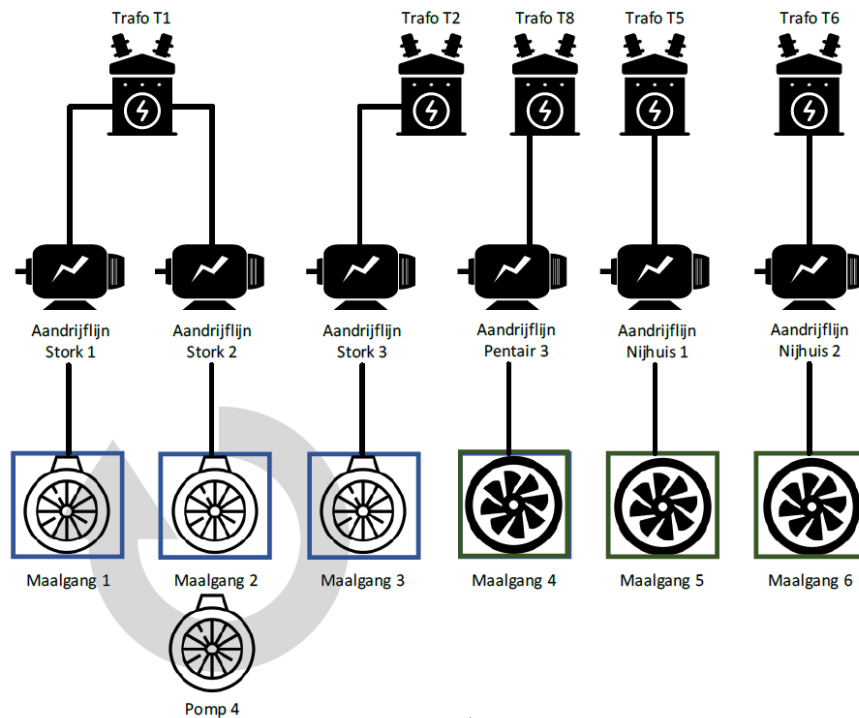 Trafo T1
Trafo T2
Trafo T8
Trafo T5
Trafo T6
Aandrijflijn
Stork 1
Aandrijflijn
Stork 2
Aandrijflijn
Stork 3
Aandrijflijn
Pentair 3
Aandrijflijn
Nijhuis 1
Aandrijflijn
Nijhuis 2
Maalgang 1
Maalgang 2
Maalgang 3
Maalgang 4
Maalgang 5
Maalgang 6
Pomp 4